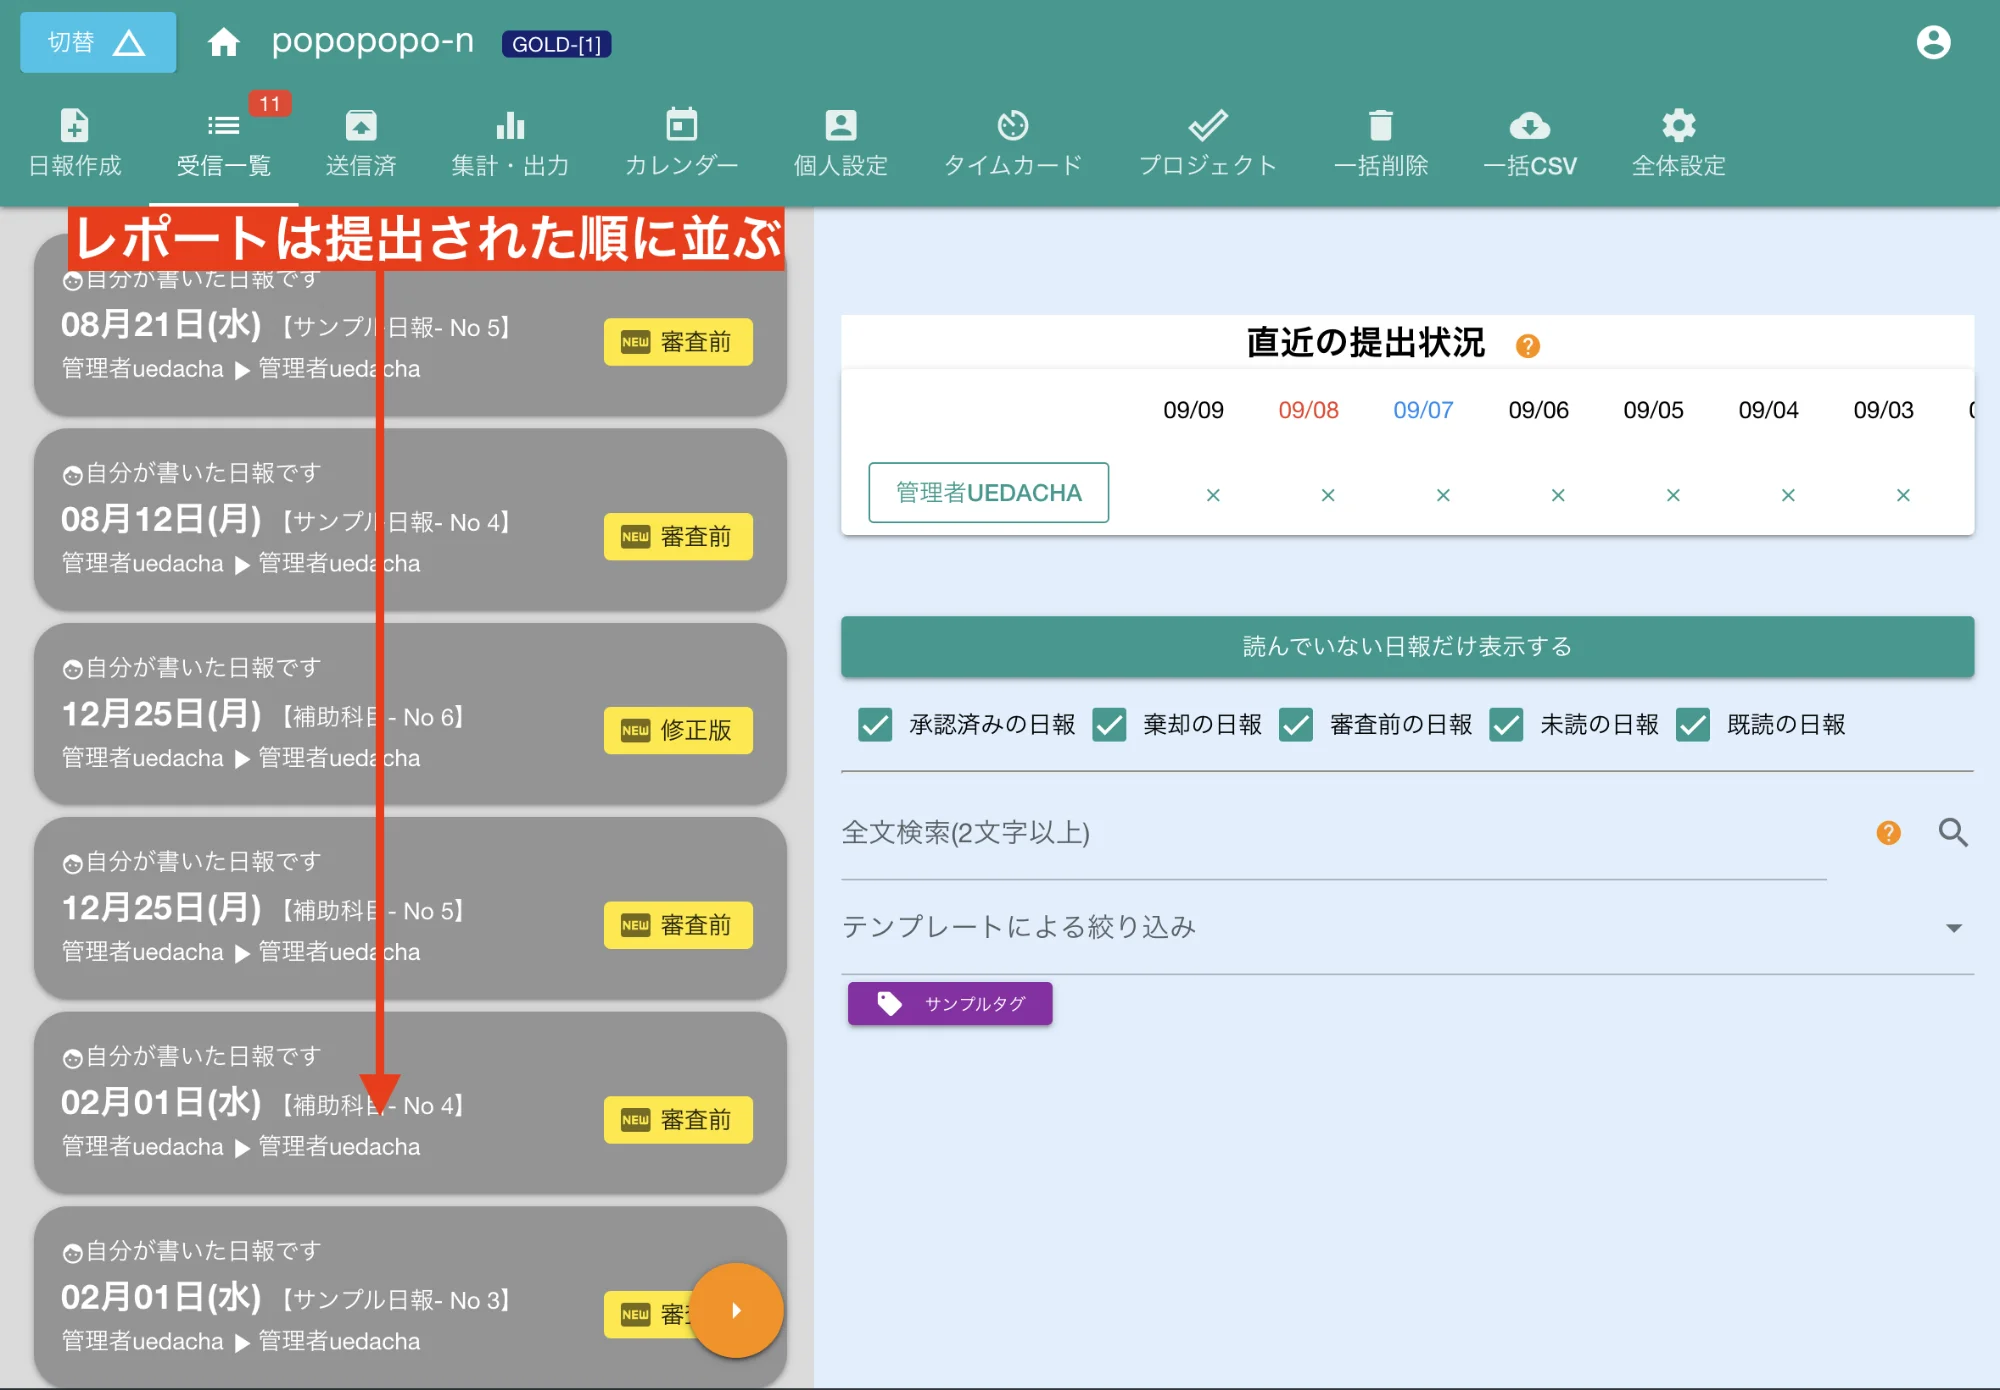 切替
popopopo-n
GOLD-[1]
日報作成
受信一覧
11
送信済
集計・出力
カレンダー
個人設定
タイムカード
プロジェクト
一括削除
一括CSV
全体設定
レポートは提出された順に並ぶ
自分が書いた日報です
08月21日(水) 【サンプル日報- No 5】
管理者uedacha ▶ 管理者uedacha
NEW 審査前
自分が書いた日報です
08月12日(月) 【サンプル日報- No 4】
管理者uedacha ▶ 管理者uedacha
NEW 審査前
自分が書いた日報です
12月25日(月) 【補助科目- No 6】
管理者uedacha ▶ 管理者uedacha
NEW 修正版
自分が書いた日報です
12月25日(月) 【補助科目- No 5】
管理者uedacha ▶ 管理者uedacha
NEW 審査前
自分が書いた日報です
02月01日(水) 【補助科目- No 4】
管理者uedacha ▶ 管理者uedacha
NEW 審査前
自分が書いた日報です
02月01日(水) 【サンプル日報- No 3】
管理者uedacha ▶ 管理者uedacha
NEW 審
直近の提出状況 ?
09/09 09/08 09/07 09/06 09/05 09/04 09/03
管理者UEDACHA × × × × × × ×
読んでいない日報だけ表示する
承認済みの日報 棄却の日報 審査前の日報 未読の日報 既読の日報
全文検索(2文字以上) ?
テンプレートによる絞り込み
サンプルタグ